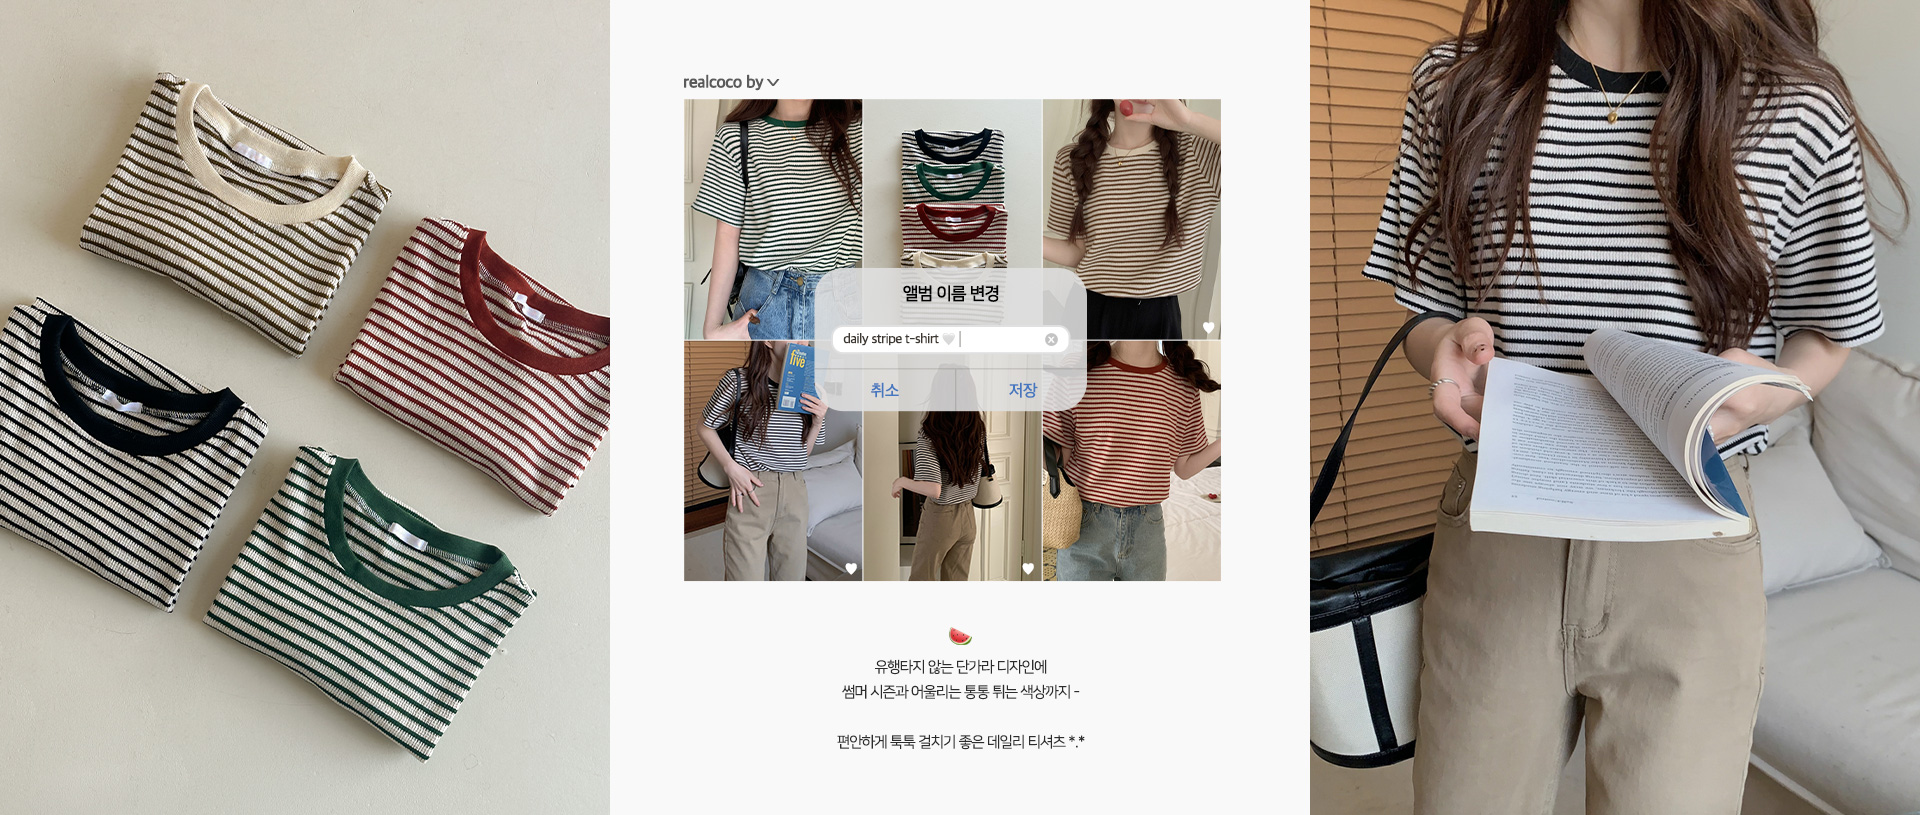 realcoco by
five
앨범 이름 변경
daily stripe t-shirt 🤍
취소
저장
🍉
유행타지 않는 단가라 디자인에
썸머 시즌과 어울리는 통통 튀는 색상까지 -
편안하게 툭툭 걸치기 좋은 데일리 티셔츠 *.*